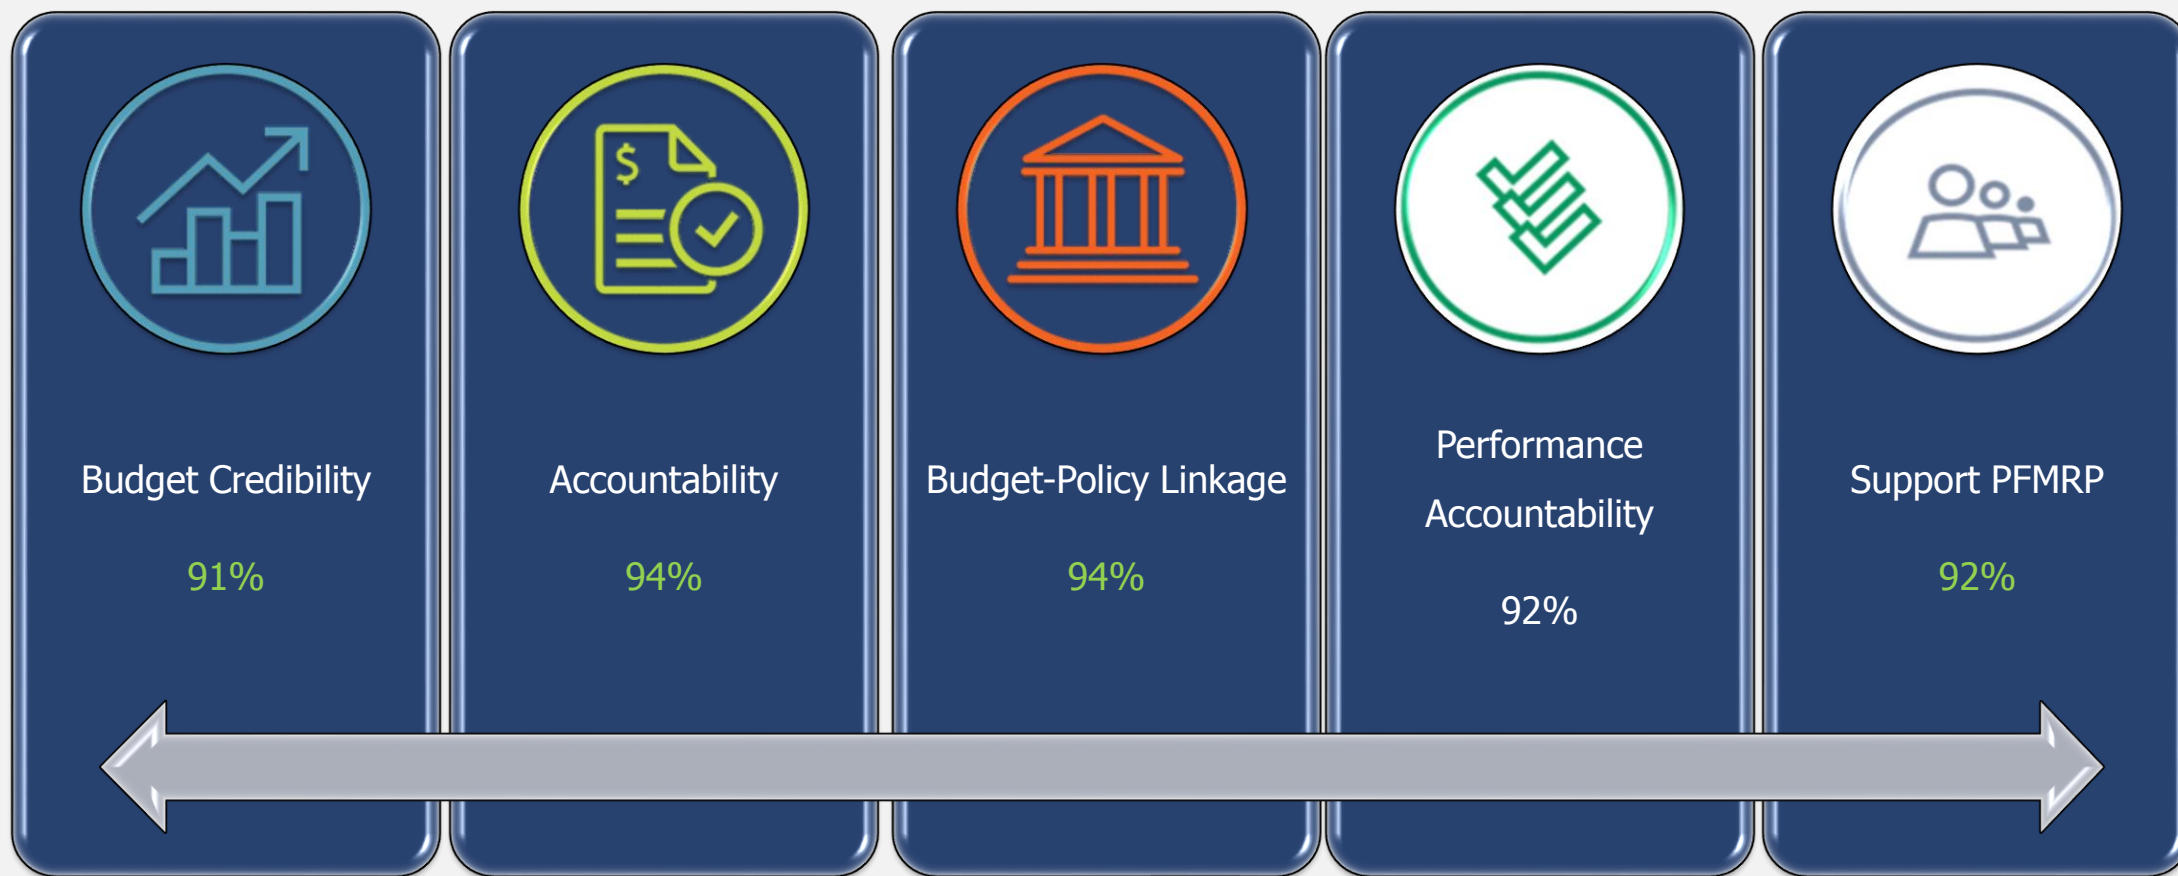 $
Budget Credibility
91%
Accountability
94%
Budget-Policy Linkage
94%
Performance
Accountability
92%
Support PFMRP
92%